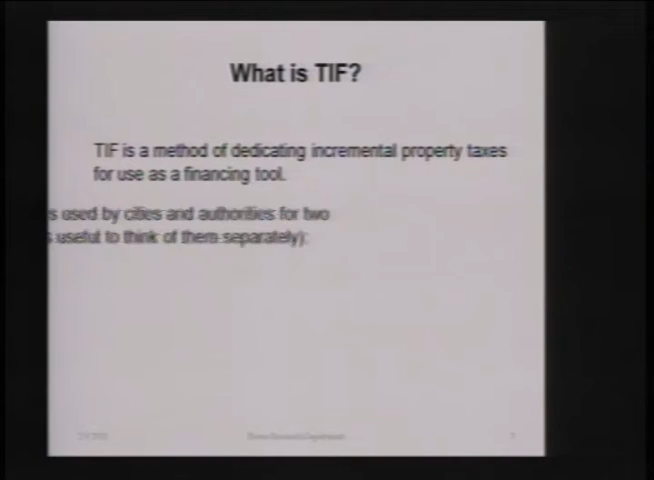 What is TIF?
TIF is a method of dedicating incremental property taxes
for use as a financing tool.
s used by cities and authorities for two
s useful to think of them separately):